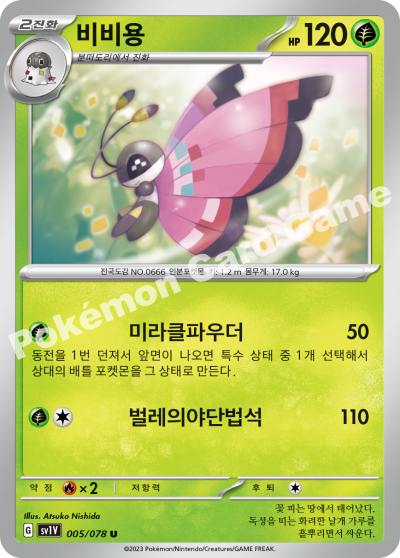 2진화
비비용
HP 120
분떠도리에서 진화
Pokémon Card Game
전국도감 NO.0666 인분포켓몬 키: 1.2 m 몸무게: 17.0 kg
미라클파우더 50
동전을 1번 던져서 앞면이 나오면 특수 상태 중 1개 선택해서
상대의 배틀 포켓몬을 그 상태로 만든다.
벌레의야단법석 110
약 점 ×2 저항력 후 퇴
Illus. Atsuko Nishida
G sv1V 005/078 U
꽃 피는 땅에서 태어났다.
독성을 띠는 화려한 날개 가루를
흩뿌리면서 싸운다.
©2023 Pokémon/Nintendo/Creatures/GAME FREAK.